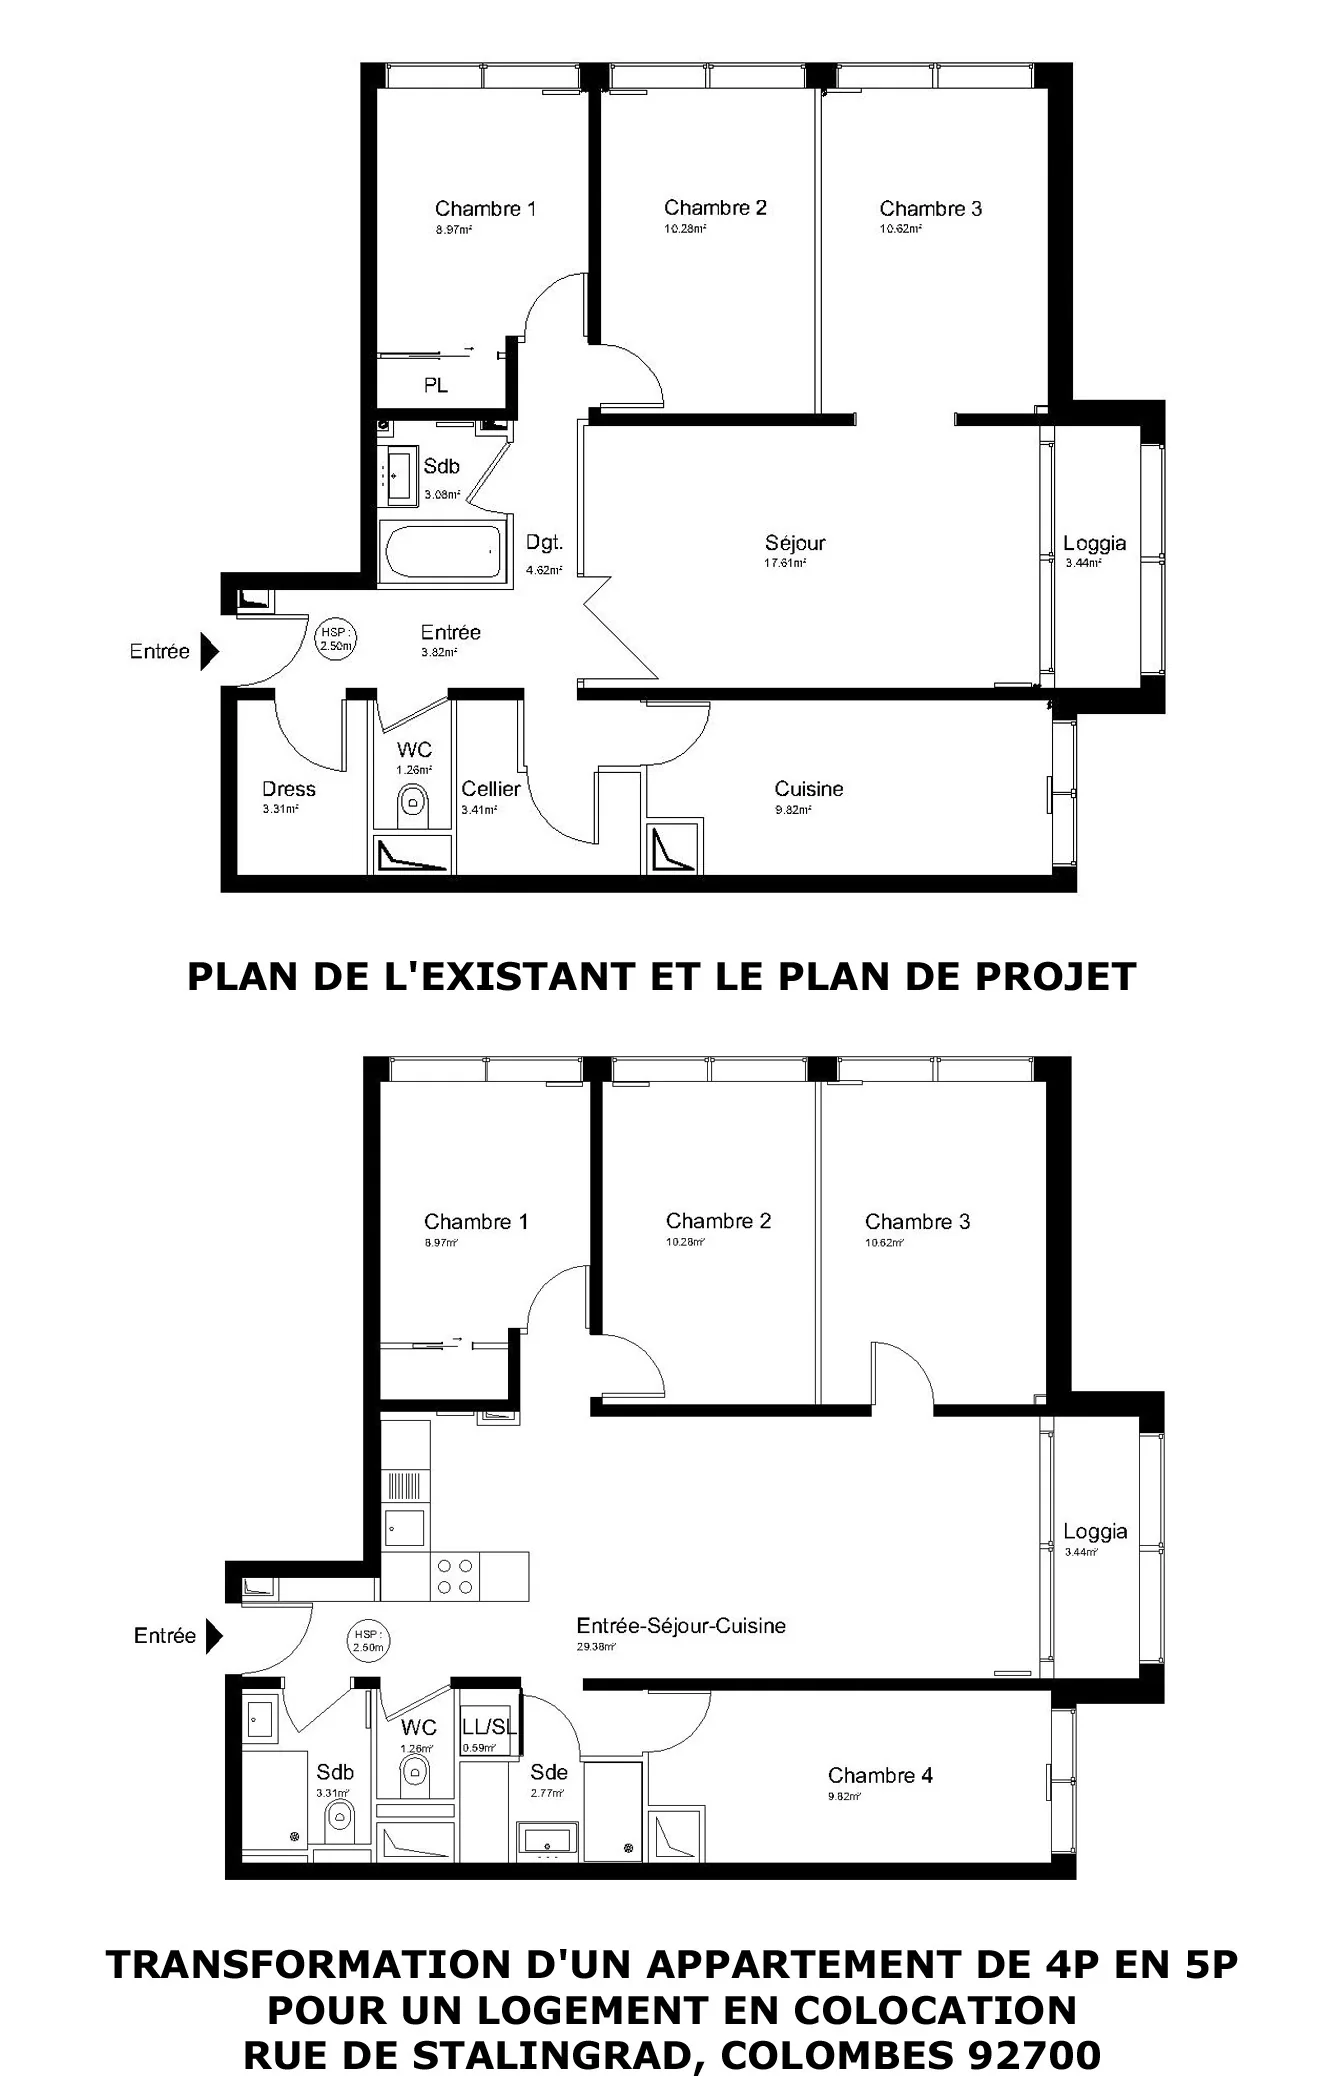 Chambre 1
8.97m²
Chambre 2
10.28m²
Chambre 3
10.62m²
PL
Sdb
3.08m²
Dgt.
4.62m²
Séjour
17.61m²
Loggia
3.44m²
Entrée
HSP :
2.50m
Entrée
3.82m²
WC
1.26m²
Dress
3.31m²
Cellier
3.41m²
Cuisine
9.82m²
PLAN DE L'EXISTANT ET LE PLAN DE PROJET
Chambre 1
8.97m²
Chambre 2
10.28m²
Chambre 3
10.62m²
Loggia
3.44m²
Entrée
HSP :
2.50m
Entrée-Séjour-Cuisine
29.38m²
WC
1.26m²
LL/SL
0.59m²
Sdb
3.31m²
Sde
2.77m²
Chambre 4
9.82m²
TRANSFORMATION D'UN APPARTEMENT DE 4P EN 5P
POUR UN LOGEMENT EN COLOCATION
RUE DE STALINGRAD, COLOMBES 92700